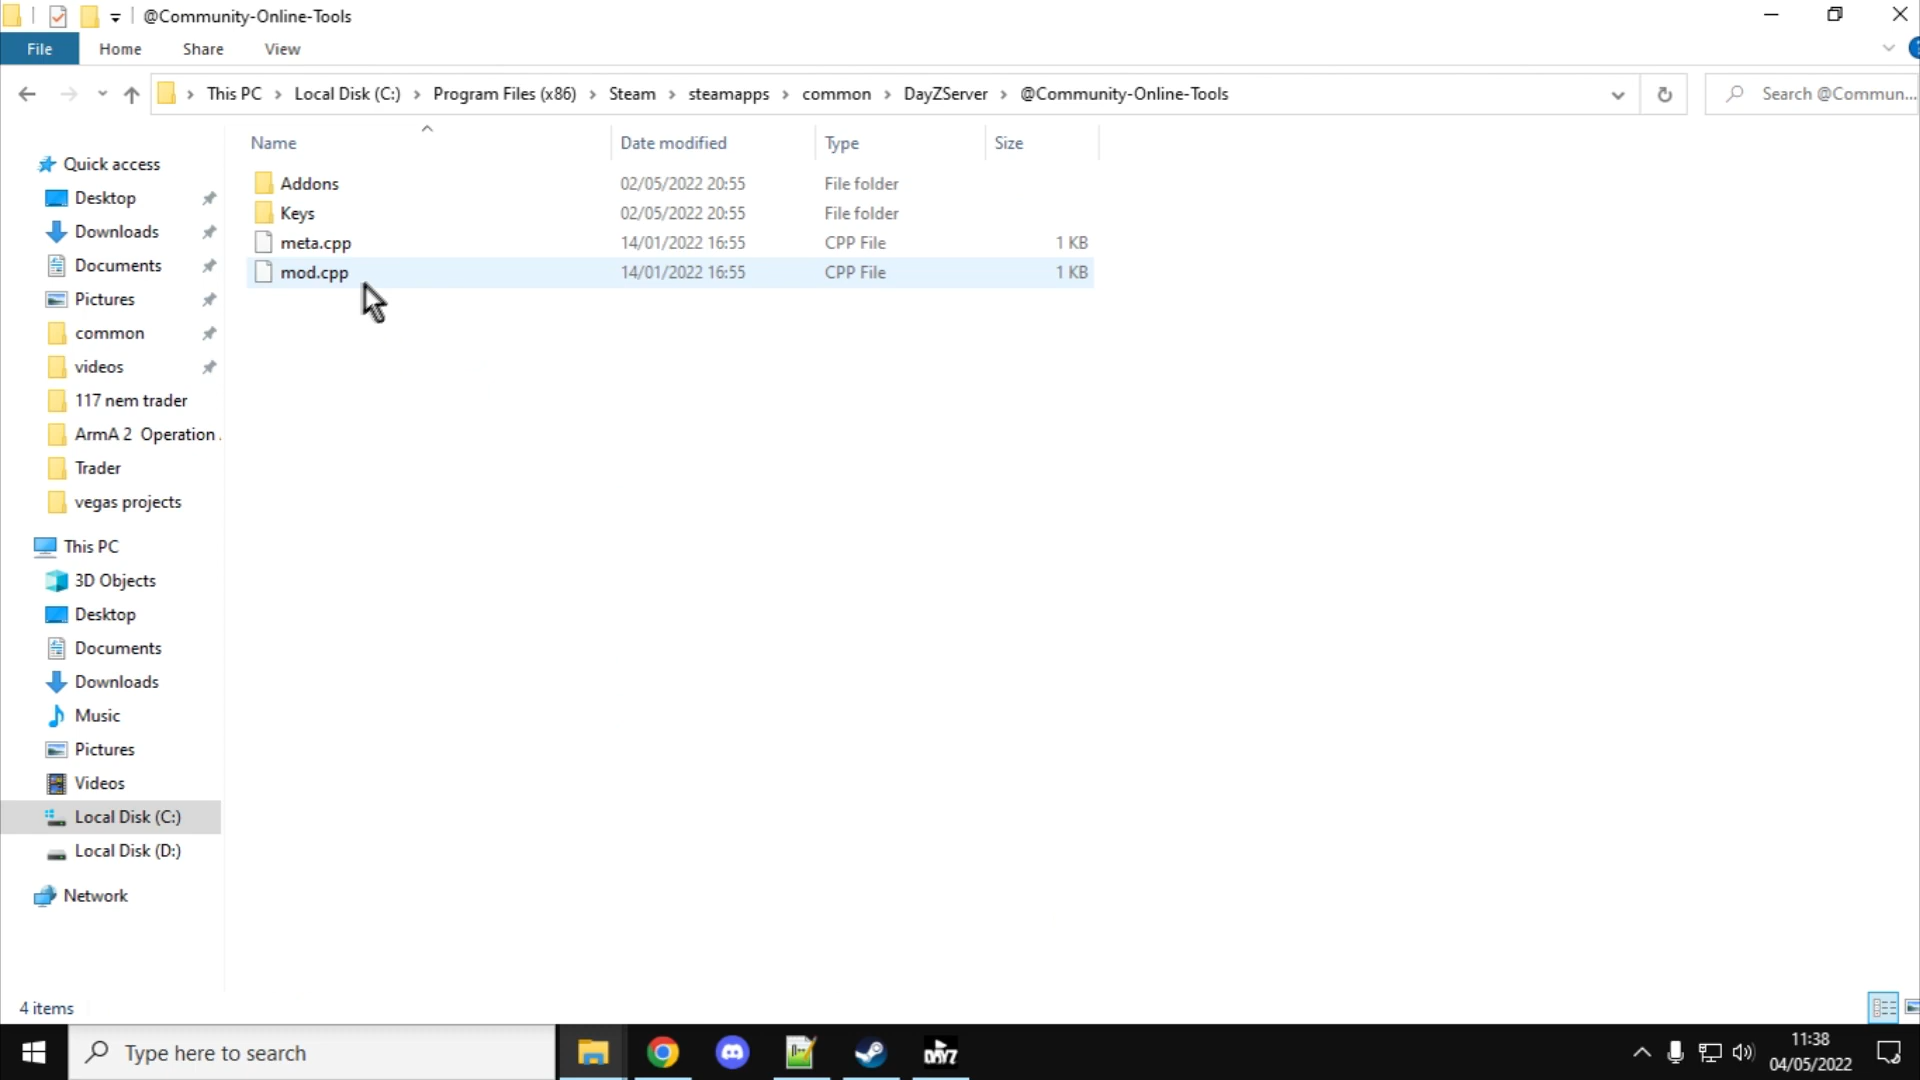 @Community-Online-Tools
File Home Share View
This PC Local Disk (C:) Program Files (x86) Steam steamapps common DayZServer @Community-Online-Tools
Search @Commun...
Name Date modified Type Size
Addons 02/05/2022 20:55 File folder
Keys 02/05/2022 20:55 File folder
meta.cpp 14/01/2022 16:55 CPP File 1 KB
mod.cpp 14/01/2022 16:55 CPP File 1 KB
Quick access
Desktop
Downloads
Documents
Pictures
common
videos
117 nem trader
ArmA 2 Operation .
Trader
vegas projects
This PC
3D Objects
Desktop
Documents
Downloads
Music
Pictures
Videos
Local Disk (C:)
Local Disk (D:)
Network
4 items
Type here to search
DAYZ
11:38
04/05/2022